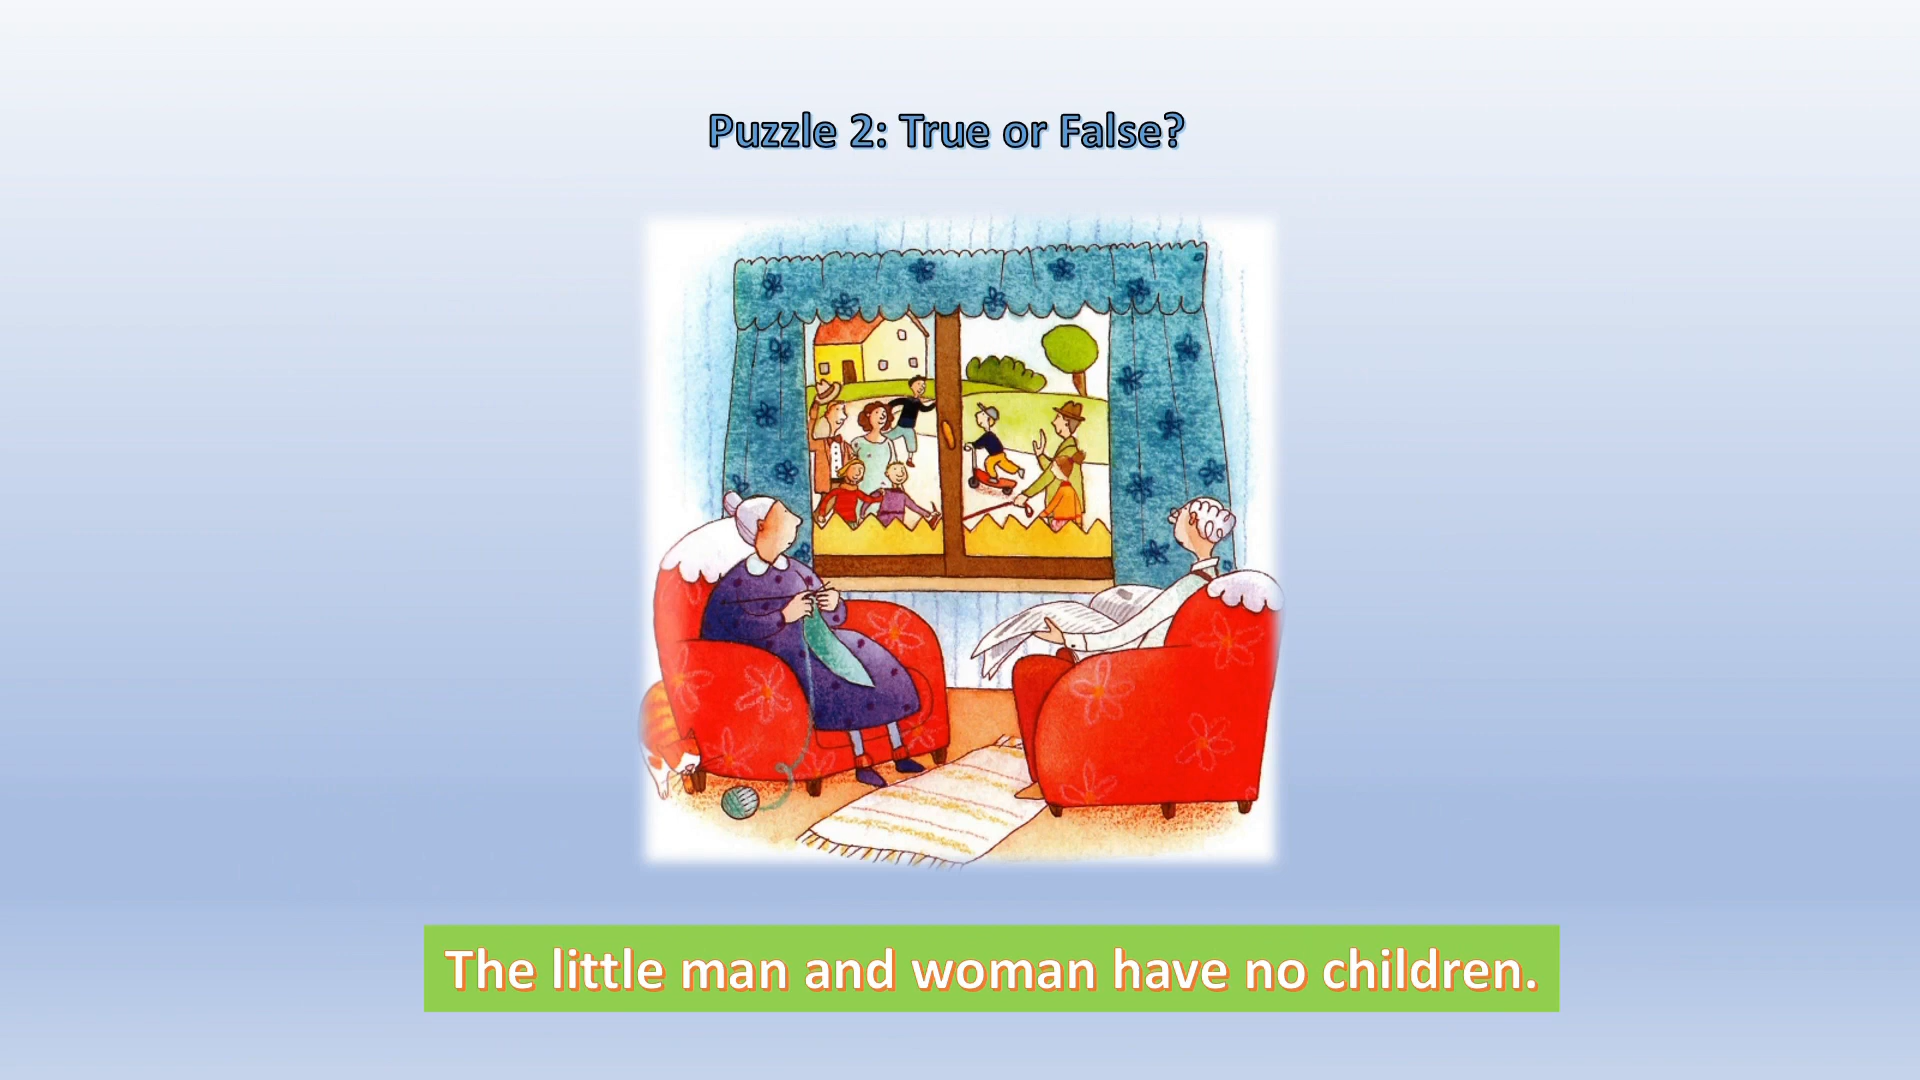 Puzzle 2: True or False?
The little man and woman have no children.